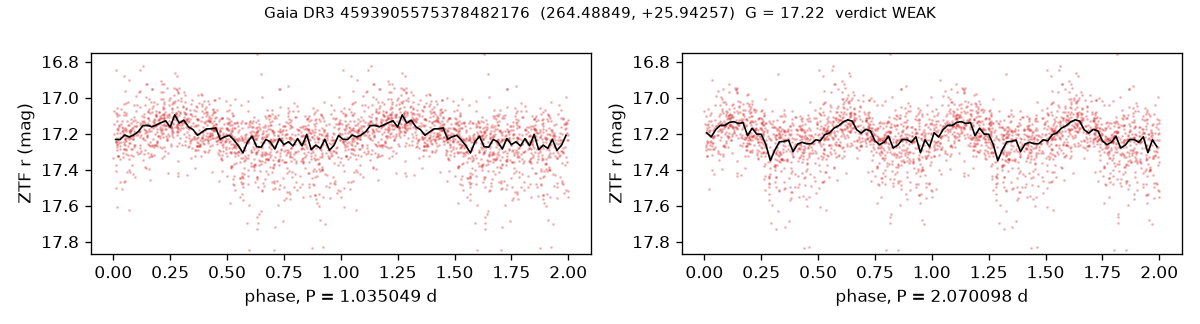 Gaia DR3 4593905575378482176 (264.48849, +25.94257) G = 17.22 verdict WEAK
ZTF r (mag)
16.8
17.0
17.2
17.4
17.6
17.8
0.00 0.25 0.50 0.75 1.00 1.25 1.50 1.75 2.00
phase, P = 1.035049 d
ZTF r (mag)
16.8
17.0
17.2
17.4
17.6
17.8
0.00 0.25 0.50 0.75 1.00 1.25 1.50 1.75 2.00
phase, P = 2.070098 d